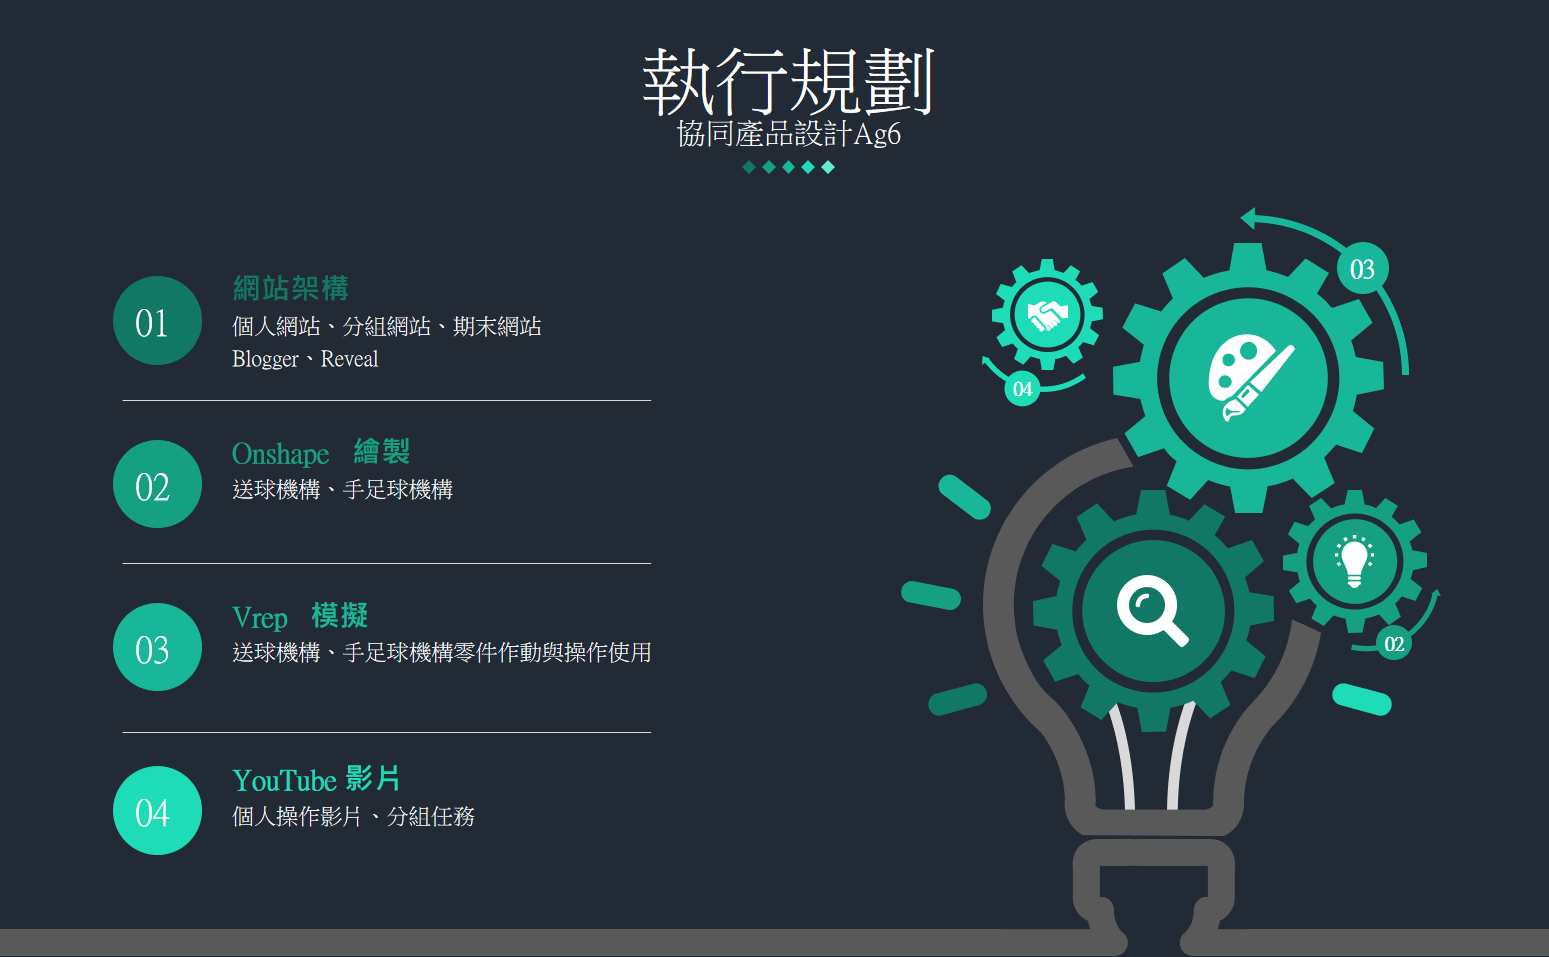 執行規劃
協同產品設計Ag6
01
網站架構
個人網站、分組網站、期末網站
Blogger、Reveal
02
Onshape 繪製
送球機構、手足球機構
03
Vrep 模擬
送球機構、手足球機構零件作動與操作使用
04
YouTube 影片
個人操作影片、分組任務
03
04
02